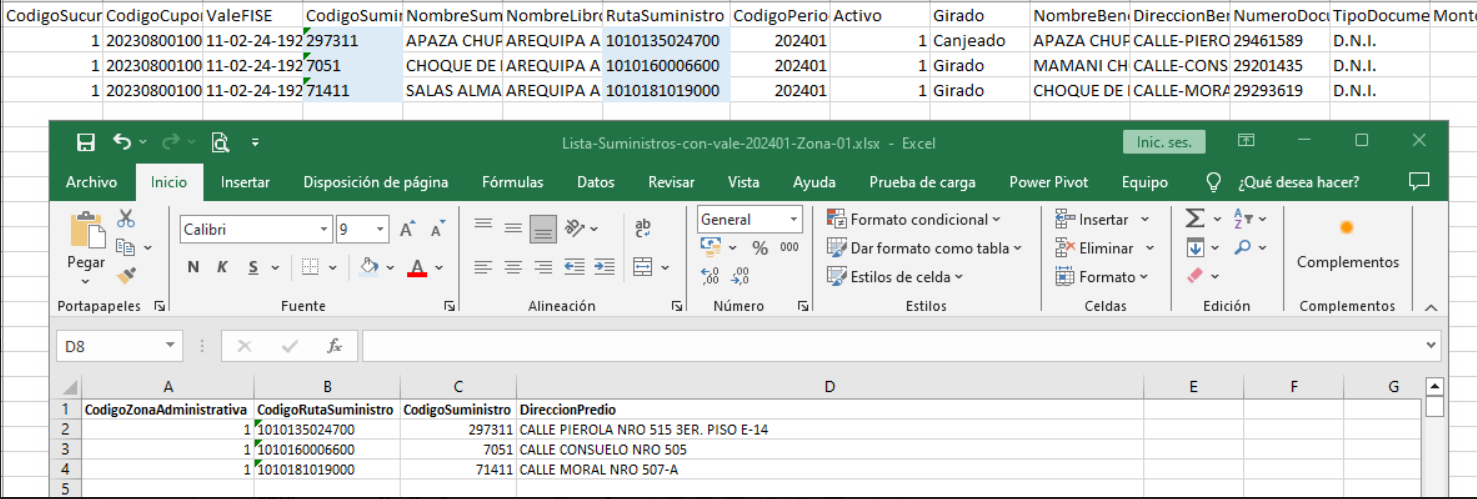 CodigoSucur CodigoCupor ValeFISE CodigoSumir NombreSum NombreLibro RutaSuministro CodigoPerio Activo Girado NombreBen DireccionBer NumeroDocu TipoDocume Monto
1 20230800100 11-02-24-192 297311 APAZA CHUP AREQUIPA A 1010135024700 202401 1 Canjeado APAZA CHUP CALLE-PIERO 29461589 D.N.I.
1 20230800100 11-02-24-192 7051 CHOQUE DE AREQUIPA A 1010160006600 202401 1 Girado MAMANI CH CALLE-CONS 29201435 D.N.I.
1 20230800100 11-02-24-192 71411 SALAS ALMA AREQUIPA A 1010181019000 202401 1 Girado CHOQUE DE CALLE-MORA 29293619 D.N.I.
Lista-Suministros-con-vale-202401-Zona-01.xlsx - Excel Inic. ses.
Archivo Inicio Insertar Disposición de página Fórmulas Datos Revisar Vista Ayuda Prueba de carga Power Pivot Equipo ¿Qué desea hacer?
Pegar Calibri 9 A A ab General Formato condicional Insertar
N K S A % 000 Dar formato como tabla Eliminar Complementos
Estilos de celda Formato
Portapapeles Fuente Alineación Número Estilos Celdas Edición Complementos
D8 fx
A B C D E F G
1 CodigoZonaAdministrativa CodigoRutaSuministro CodigoSuministro DireccionPredio
2 1 1010135024700 297311 CALLE PIEROLA NRO 515 3ER. PISO E-14
3 1 1010160006600 7051 CALLE CONSUELO NRO 505
4 1 1010181019000 71411 CALLE MORAL NRO 507-A
5